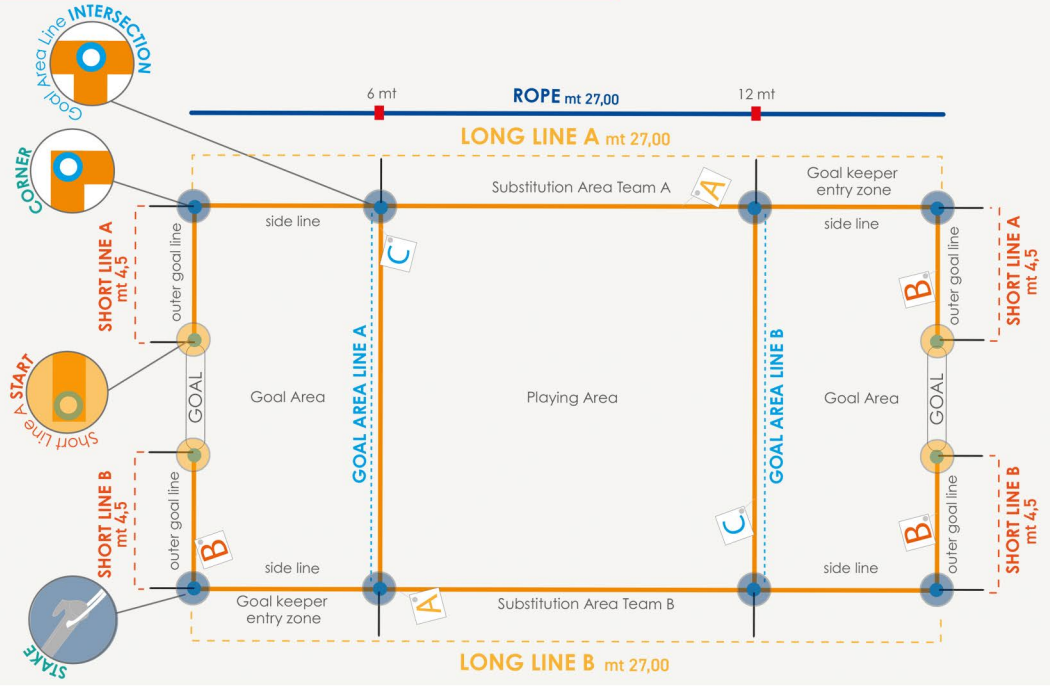 Goal Area Line INTERSECTION
6 mt
ROPE mt 27,00
12 mt
LONG LINE A mt 27,00
CORNER
Substitution Area Team A
A
Goal keeper
entry zone
side line
side line
SHORT LINE A
mt 4,5
outer goal line
C
B
outer goal line
SHORT LINE A
mt 4,5
Short Line A START
GOAL
Goal Area
GOAL AREA LINE A
Playing Area
GOAL AREA LINE B
Goal Area
GOAL
SHORT LINE B
mt 4,5
outer goal line
B
C
B
outer goal line
SHORT LINE B
mt 4,5
side line
side line
STAKE
Goal keeper
entry zone
A
Substitution Area Team B
LONG LINE B mt 27,00